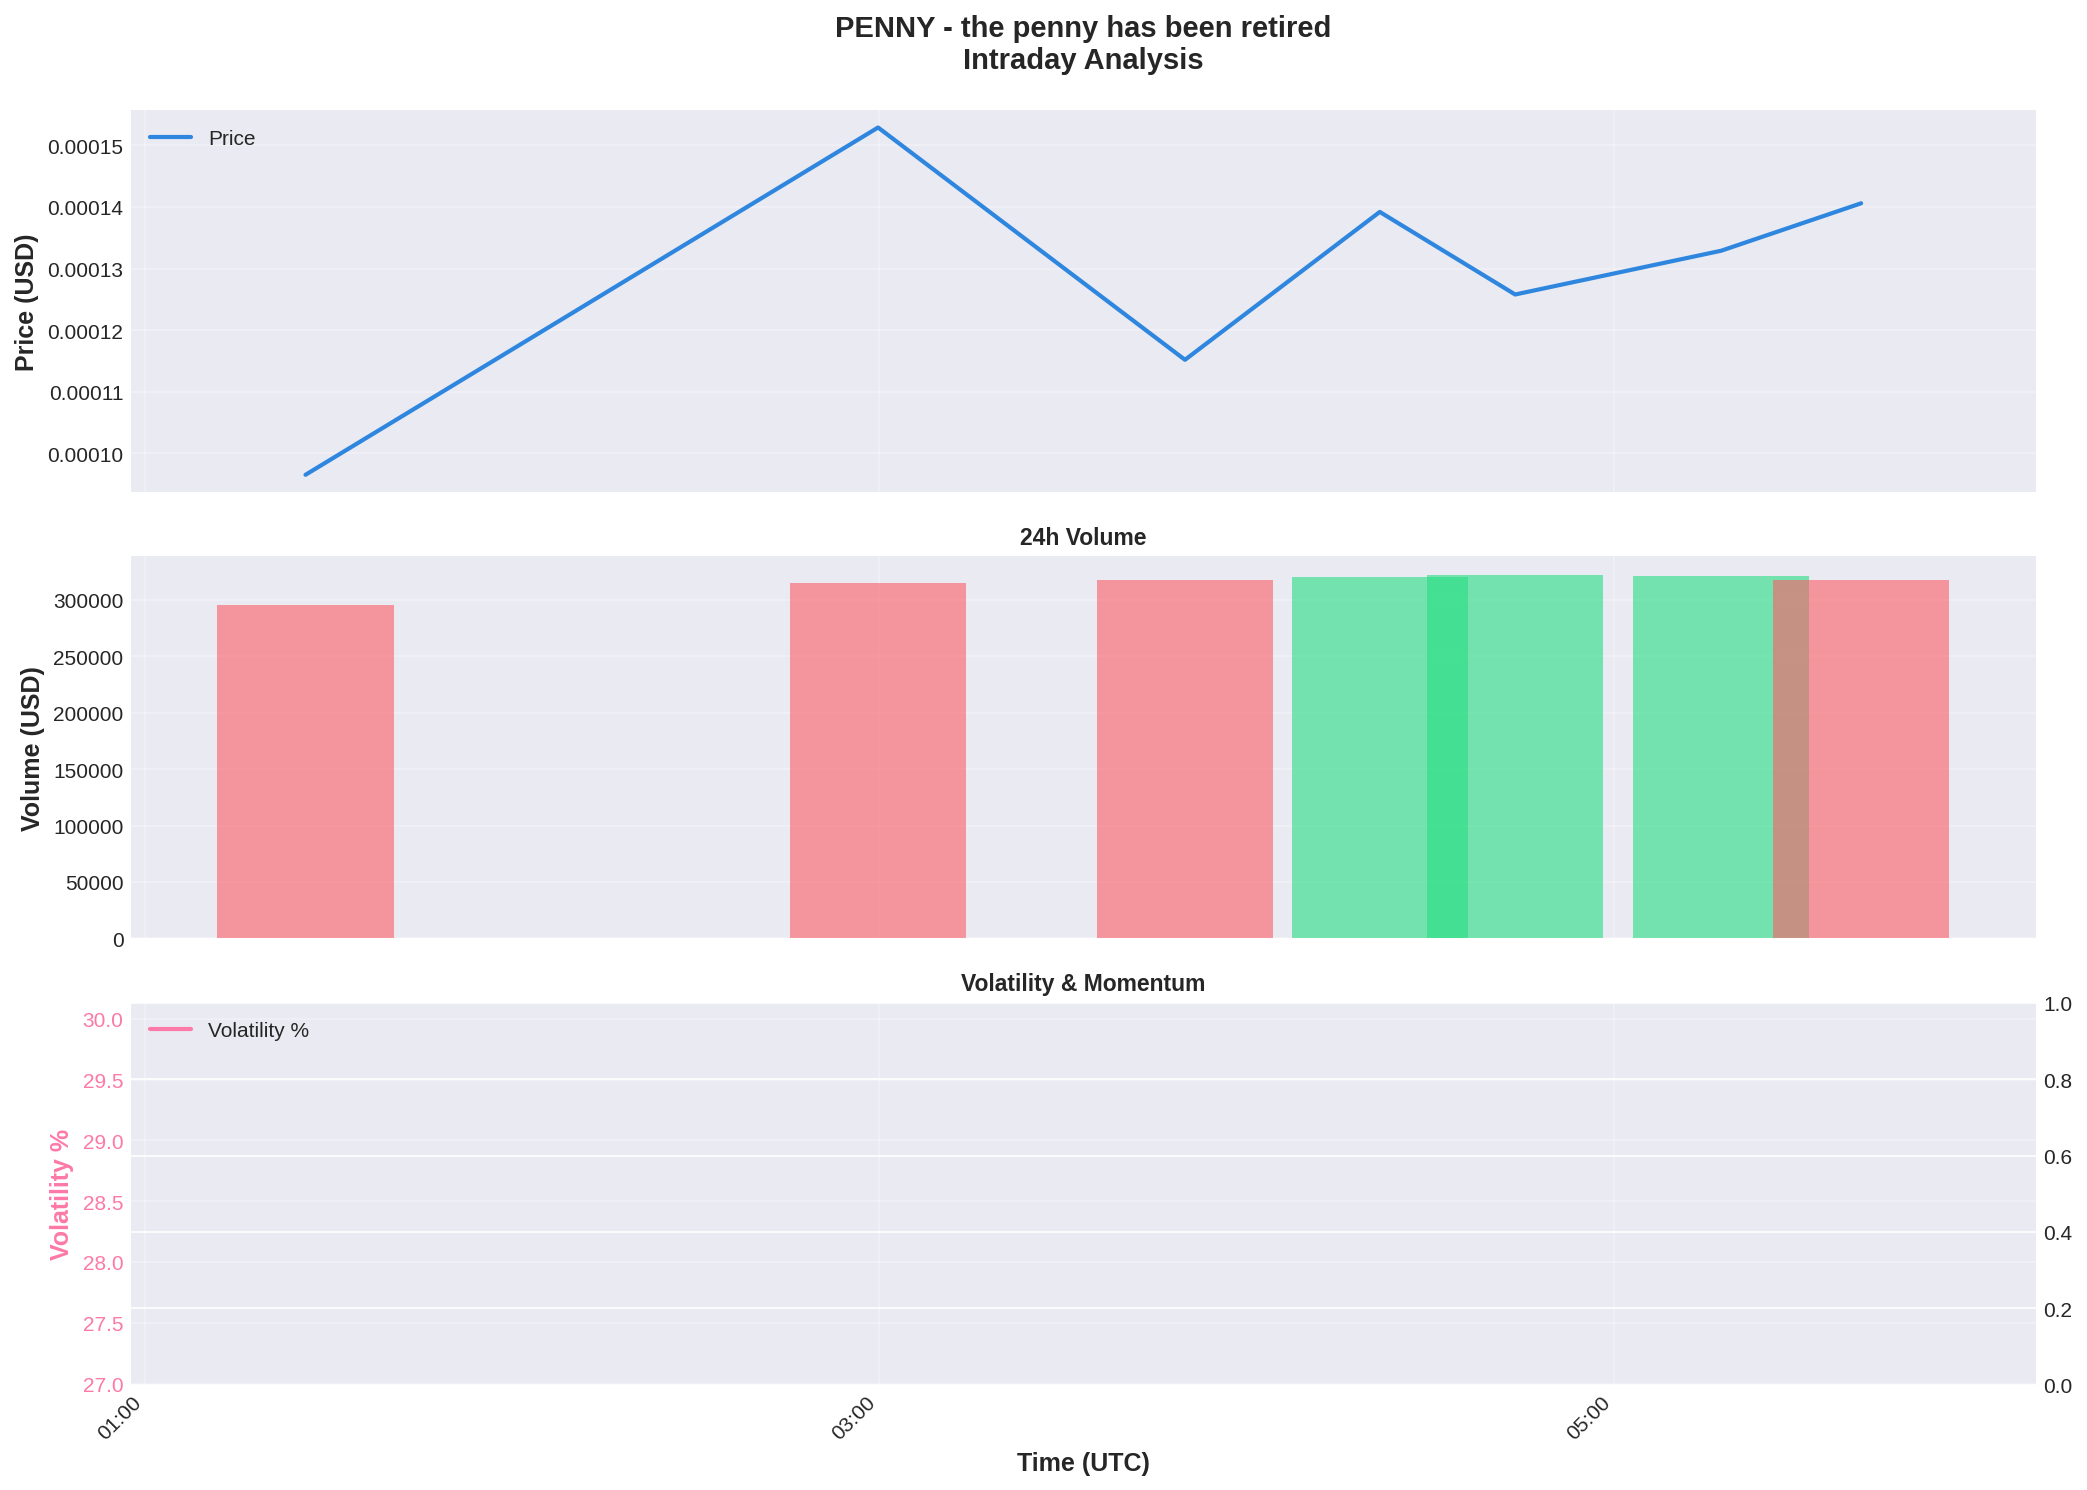 PENNY - the penny has been retired
Intraday Analysis
Price
0.00015
0.00014
0.00013
0.00012
0.00011
0.00010
Price (USD)
24h Volume
300000
250000
200000
150000
100000
50000
0
Volume (USD)
Volatility & Momentum
Volatility %
30.0
29.5
29.0
28.5
28.0
27.5
27.0
Volatility %
1.0
0.8
0.6
0.4
0.2
0.0
01:00
03:00
05:00
Time (UTC)